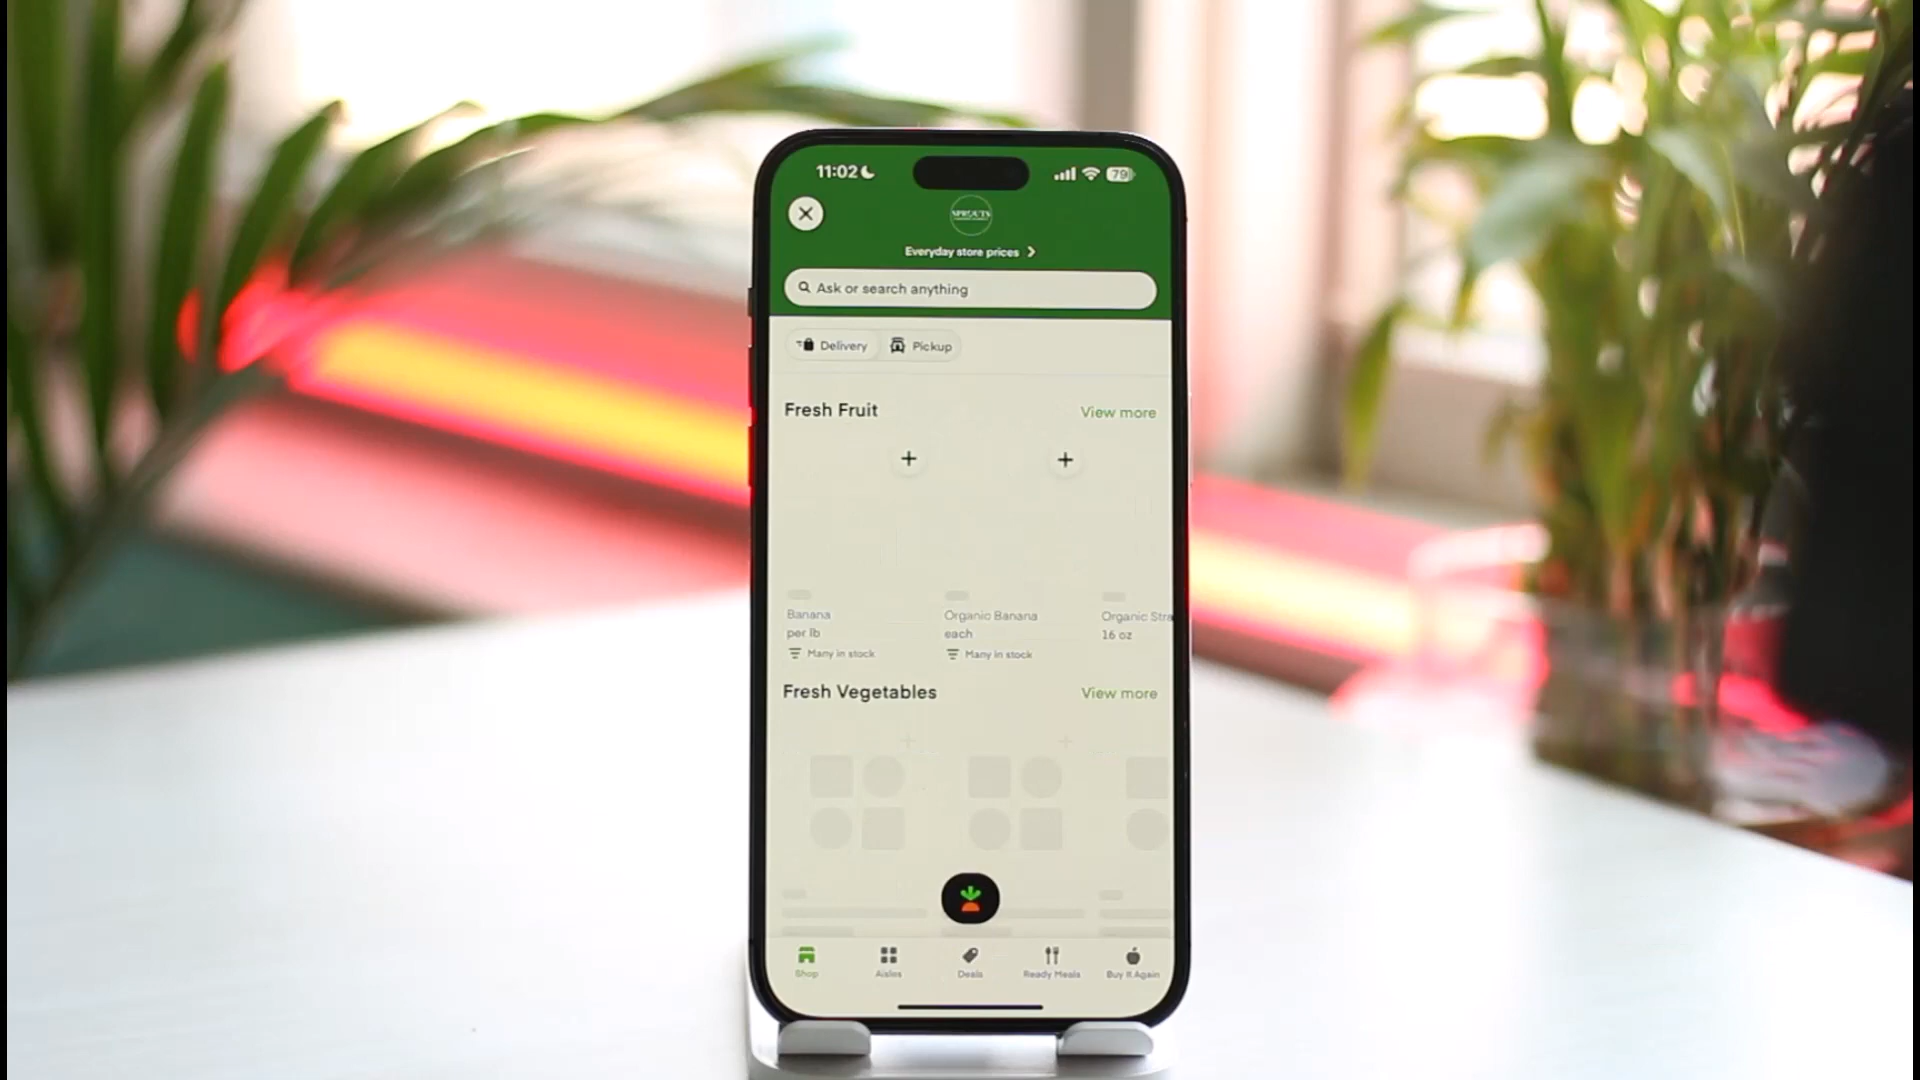 11:02
79
SPROUTS
Everyday store prices
Ask or search anything
Delivery
Pickup
Fresh Fruit
View more
Banana
per lb
Many in stock
Organic Banana
each
Many in stock
Organic Stra
16 oz
Fresh Vegetables
View more
Shop
Aisles
Deals
Ready Meals
Buy It Again